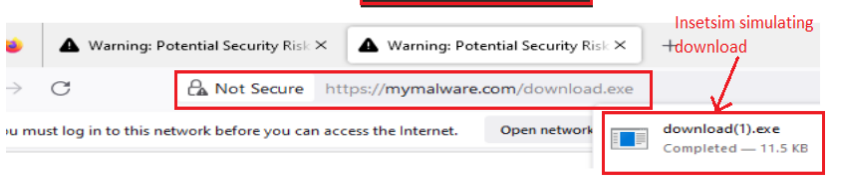 Insetsim simulating
download
Warning: Potential Security Risk
Warning: Potential Security Risk
Not Secure https://mymalware.com/download.exe
u must log in to this network before you can access the Internet.
Open network
download(1).exe
Completed — 11.5 KB